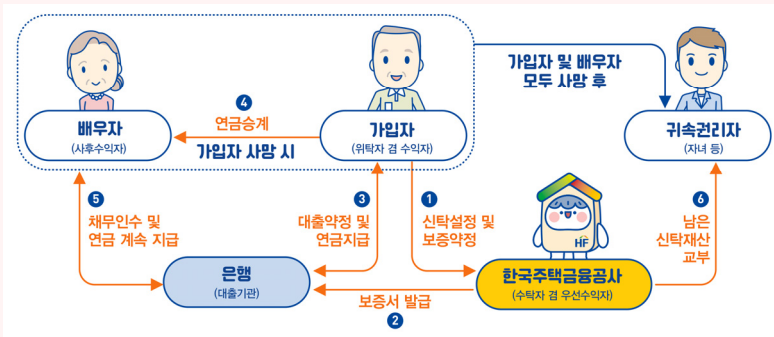 가입자 및 배우자
모두 사망 후
배우자
(사후수익자)
4
연금승계
가입자 사망 시
가입자
(위탁자 겸 수익자)
귀속권리자
(자녀 등)
5
채무인수 및
연금 계속 지급
3
대출약정 및
연금지급
1
신탁설정 및
보증약정
HF
6
남은
신탁재산
교부
은행
(대출기관)
보증서 발급
2
한국주택금융공사
(수탁자 겸 우선수익자)